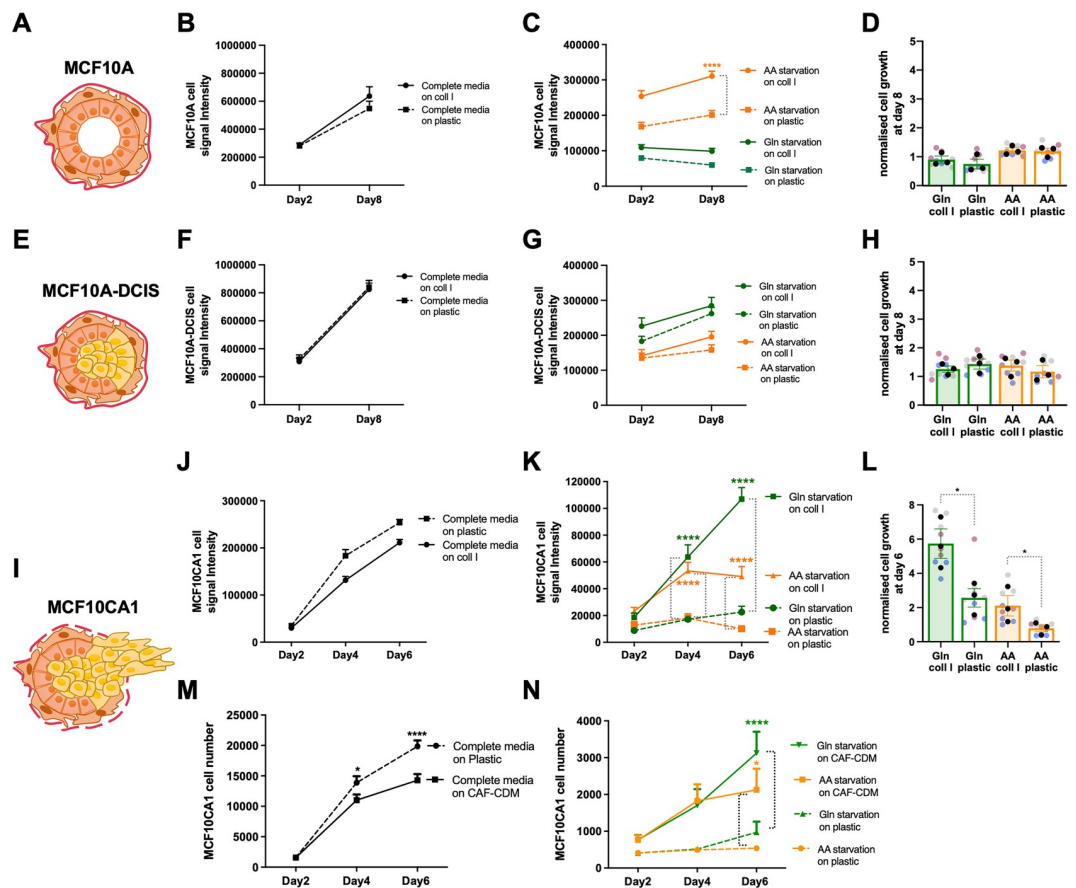 A
MCF10A
B
MCF10A cell
signal Intensity
1000000
800000
600000
400000
200000
0
Day2
Day8
Complete media
on coll I
Complete media
on plastic
C
MCF10A cell
signal Intensity
400000
300000
200000
100000
0
Day2
Day8
****
AA starvation
on coll I
AA starvation
on plastic
Gln starvation
on coll I
Gln starvation
on plastic
D
normalised cell growth
at day 8
5
4
3
2
1
0
Gln
coll I
Gln
plastic
AA
coll I
AA
plastic
E
MCF10A-DCIS
F
MCF10A-DCIS cell
signal Intensity
1000000
800000
600000
400000
200000
0
Day2
Day8
Complete media
on coll I
Complete media
on plastic
G
MCF10A-DCIS cell
signal Intensity
400000
300000
200000
100000
0
Day2
Day8
Gln starvation
on coll I
Gln starvation
on plastic
AA starvation
on coll I
AA starvation
on plastic
H
normalised cell growth
at day 8
5
4
3
2
1
0
Gln
coll I
Gln
plastic
AA
coll I
AA
plastic
I
MCF10CA1
J
MCF10CA1 cell
signal Intensity
300000
200000
100000
0
Day2
Day4
Day6
Complete media
on plastic
Complete media
on coll I
K
MCF10CA1 cell
signal Intensity
120000
100000
80000
60000
40000
20000
0
Day2
Day4
Day6
****
****
****
****
Gln starvation
on coll I
AA starvation
on coll I
Gln starvation
on plastic
AA starvation
on plastic
L
normalised cell growth
at day 6
8
6
4
2
0
*
*
Gln
coll I
Gln
plastic
AA
coll I
AA
plastic
M
MCF10CA1 cell number
25000
20000
15000
10000
5000
0
Day2
Day4
Day6
*
****
Complete media
on Plastic
Complete media
on CAF-CDM
N
MCF10CA1 cell number
4000
3000
2000
1000
0
Day2
Day4
Day6
****
*
Gln starvation
on CAF-CDM
AA starvation
on CAF-CDM
Gln starvation
on plastic
AA starvation
on plastic